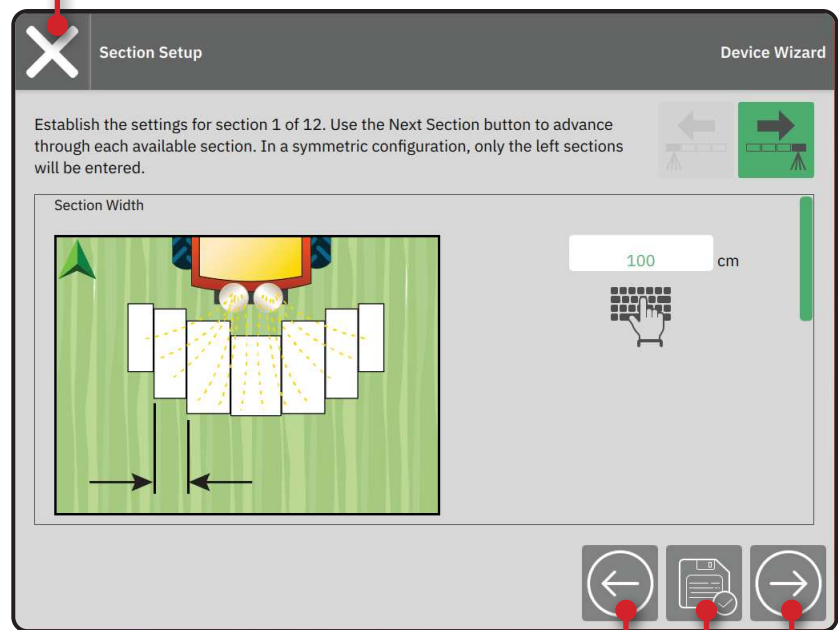 Section Setup
Device Wizard
Establish the settings for section 1 of 12. Use the Next Section button to advance
through each available section. In a symmetric configuration, only the left sections
will be entered.
Section Width
100
cm